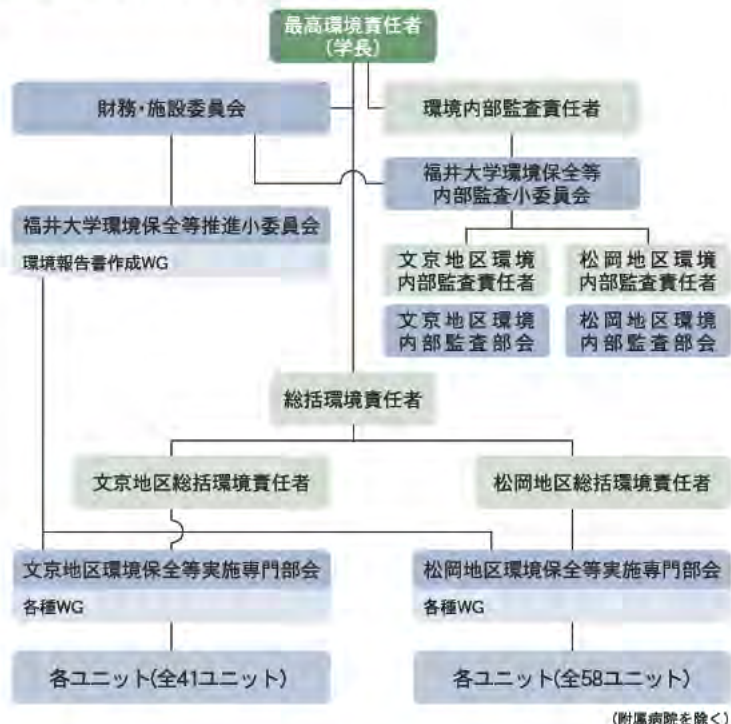 最高環境責任者
(学長)
財務・施設委員会
環境内部監査責任者
福井大学環境保全等
内部監査小委員会
福井大学環境保全等推進小委員会
環境報告書作成WG
文京地区環境
内部監査責任者
松岡地区環境
内部監査責任者
文京地区環境
内部監査部会
松岡地区環境
内部監査部会
総括環境責任者
文京地区総括環境責任者
松岡地区総括環境責任者
文京地区環境保全等実施専門部会
各種WG
松岡地区環境保全等実施専門部会
各種WG
各ユニット(全41ユニット)
各ユニット(全58ユニット)
(附属病院を除く)